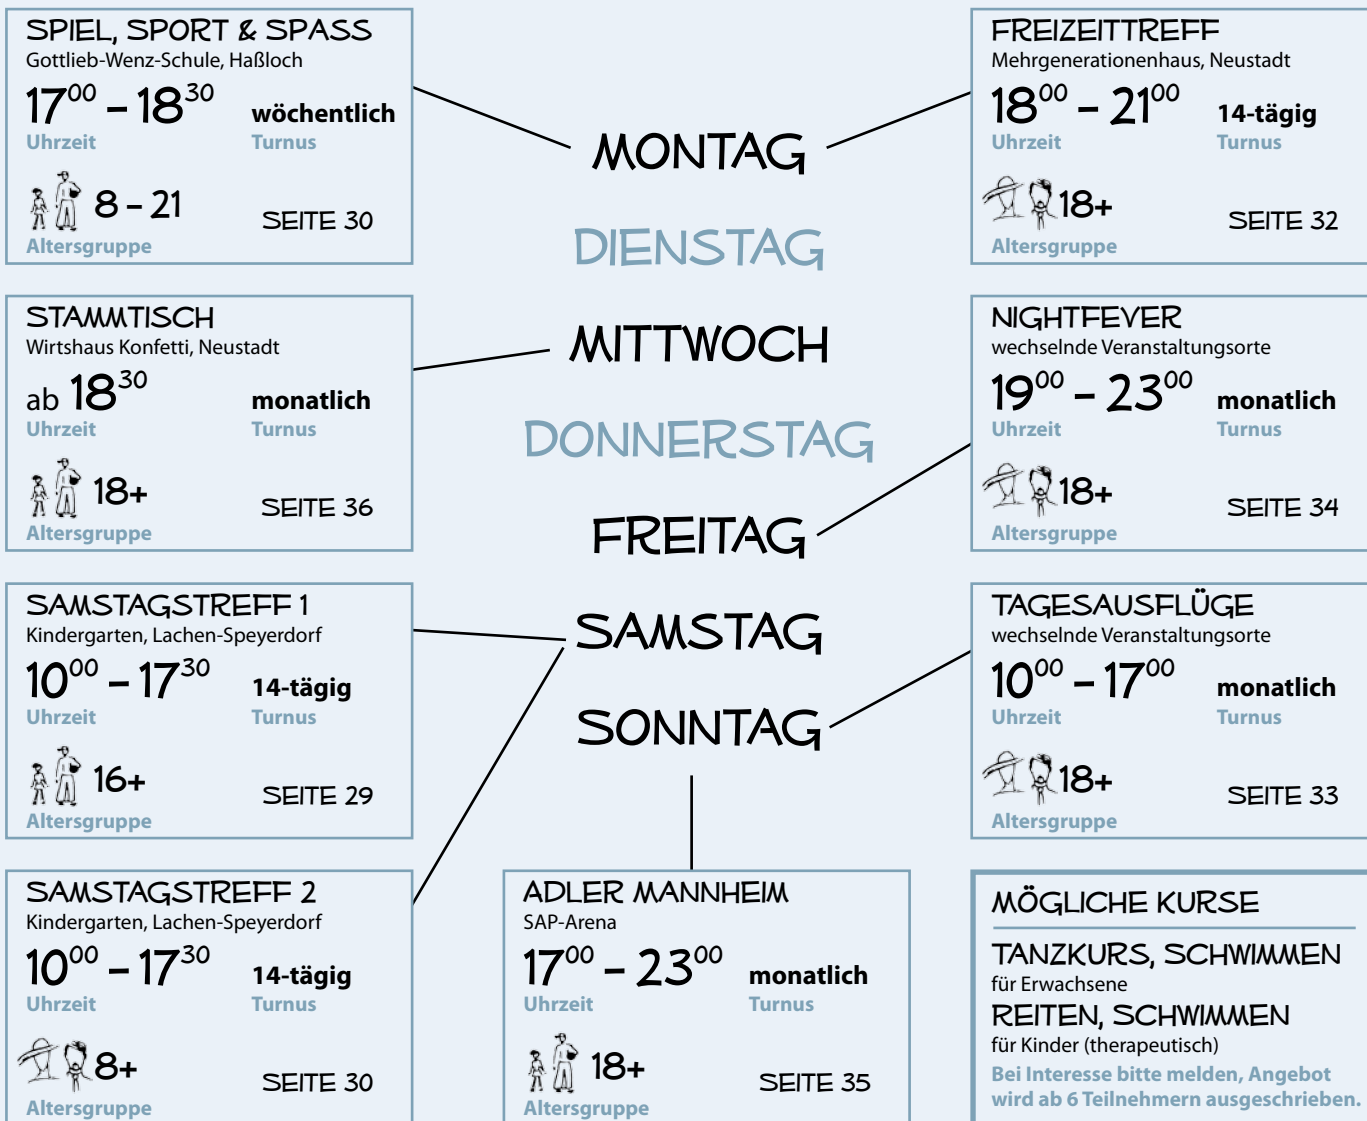 SPIEL, SPORT & SPASS
Gottlieb-Wenz-Schule, Haßloch
17⁰⁰ – 18³⁰ wöchentlich
Uhrzeit Turnus
8 – 21 SEITE 30
Altersgruppe
FREIZEITTREFF
Mehrgenerationenhaus, Neustadt
18⁰⁰ – 21⁰⁰ 14-tägig
Uhrzeit Turnus
18+ SEITE 32
Altersgruppe
MONTAG
DIENSTAG
MITTWOCH
DONNERSTAG
FREITAG
SAMSTAG
SONNTAG
STAMMTISCH
Wirtshaus Konfetti, Neustadt
ab 18³⁰ monatlich
Uhrzeit Turnus
18+ SEITE 36
Altersgruppe
NIGHTFEVER
wechselnde Veranstaltungsorte
19⁰⁰ – 23⁰⁰ monatlich
Uhrzeit Turnus
18+ SEITE 34
Altersgruppe
SAMSTAGSTREFF 1
Kindergarten, Lachen-Speyerdorf
10⁰⁰ – 17³⁰ 14-tägig
Uhrzeit Turnus
16+ SEITE 29
Altersgruppe
TAGESAUSFLÜGE
wechselnde Veranstaltungsorte
10⁰⁰ – 17⁰⁰ monatlich
Uhrzeit Turnus
18+ SEITE 33
Altersgruppe
SAMSTAGSTREFF 2
Kindergarten, Lachen-Speyerdorf
10⁰⁰ – 17³⁰ 14-tägig
Uhrzeit Turnus
8+ SEITE 30
Altersgruppe
ADLER MANNHEIM
SAP-Arena
17⁰⁰ – 23⁰⁰ monatlich
Uhrzeit Turnus
18+ SEITE 35
Altersgruppe
MÖGLICHE KURSE
TANZKURS, SCHWIMMEN
für Erwachsene
REITEN, SCHWIMMEN
für Kinder (therapeutisch)
Bei Interesse bitte melden, Angebot
wird ab 6 Teilnehmern ausgeschrieben.